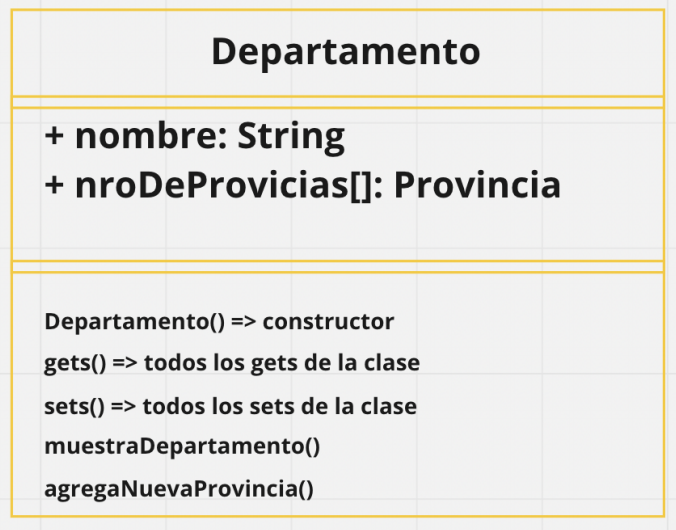 Departamento
+ nombre: String
+ nroDeProvicias[]: Provincia
Departamento() => constructor
gets() => todos los gets de la clase
sets() => todos los sets de la clase
muestraDepartamento()
agregaNuevaProvincia()